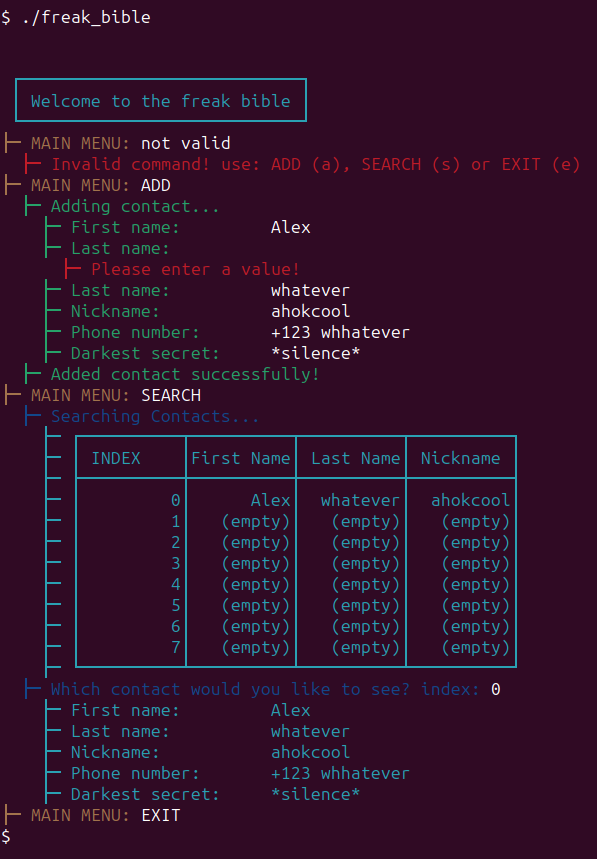 $ ./freak_bible
Welcome to the freak bible
MAIN MENU: not valid
Invalid command! use: ADD (a), SEARCH (s) or EXIT (e)
MAIN MENU: ADD
Adding contact...
First name: Alex
Last name:
Please enter a value!
Last name: whatever
Nickname: ahokcool
Phone number: +123 whhatever
Darkest secret: *silence*
Added contact successfully!
MAIN MENU: SEARCH
Searching Contacts...
INDEX First Name Last Name Nickname
0 Alex whatever ahokcool
1 (empty) (empty) (empty)
2 (empty) (empty) (empty)
3 (empty) (empty) (empty)
4 (empty) (empty) (empty)
5 (empty) (empty) (empty)
6 (empty) (empty) (empty)
7 (empty) (empty) (empty)
Which contact would you like to see? index: 0
First name: Alex
Last name: whatever
Nickname: ahokcool
Phone number: +123 whhatever
Darkest secret: *silence*
MAIN MENU: EXIT
$